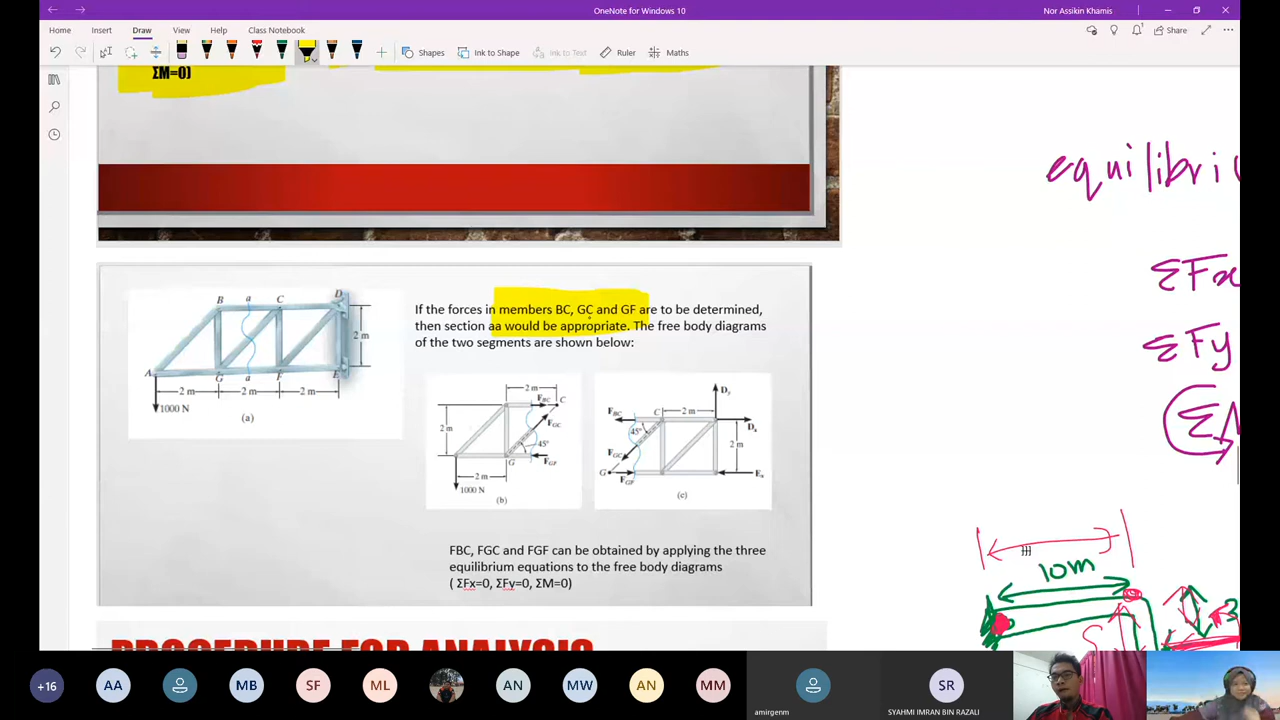 OneNote for Windows 10
Nor Assikin Khamis
Home
Insert
Draw
View
Help
Class Notebook
Shapes
Ink to Shape
Ink to Text
Ruler
Maths
Share
ΣM=0)
equilibri
ΣFx
ΣFy
If the forces in members BC, GC and GF are to be determined,
then section aa would be appropriate. The free body diagrams
of the two segments are shown below:
B a C D
2 m
A G a F E
2 m 2 m 2 m
1000 N
(a)
2 m
FBC C
FGC
2 m
45°
G FGF
2 m
1000 N
(b)
Dy
FBC C 2 m
Dx
45°
FGC 2 m
G
FGF Ex
(c)
10m
FBC, FGC and FGF can be obtained by applying the three
equilibrium equations to the free body diagrams
( ΣFx=0, ΣFy=0, ΣM=0)
PROCEDURE FOR ANALYSIS
+16
AA
MB
SF
ML
AN
MW
AN
MM
amirgenm
SR
SYAHMI IMRAN BIN RAZALI